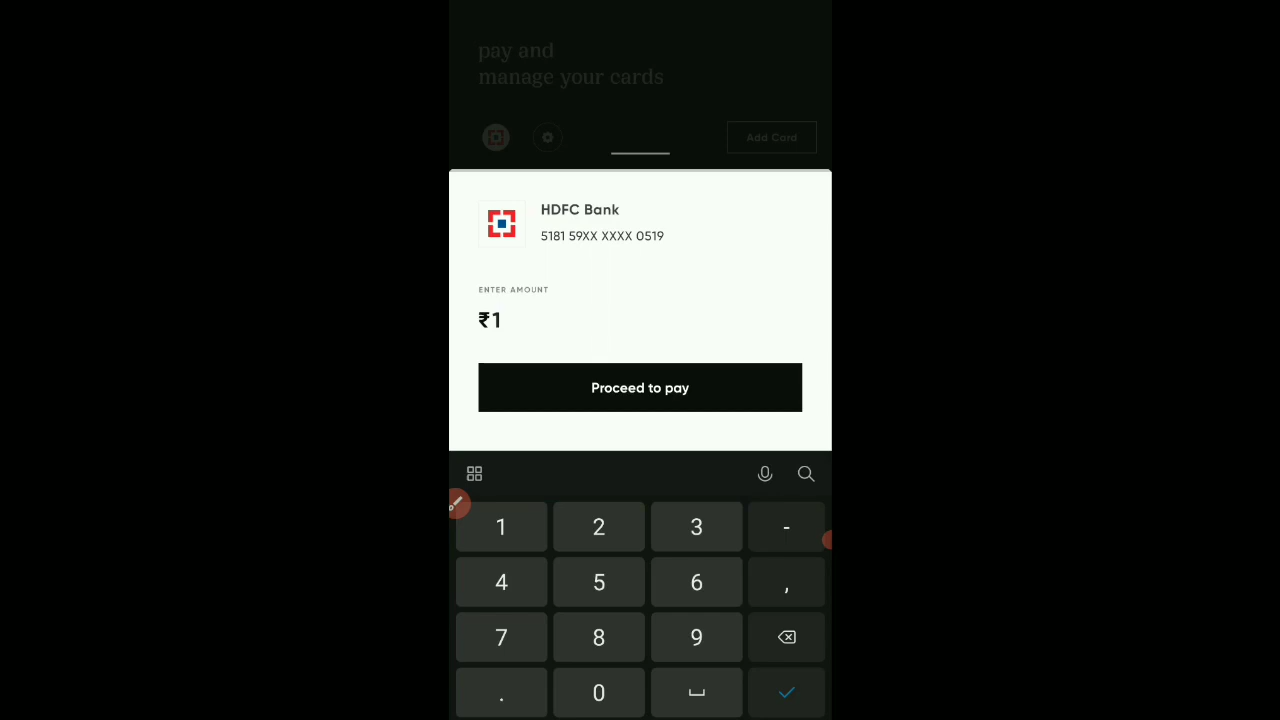 pay and
manage your cards
Add Card
HDFC Bank
5181 59XX XXXX 0519
ENTER AMOUNT
₹1
Proceed to pay
1 2 3 -
4 5 6 ,
7 8 9
. 0